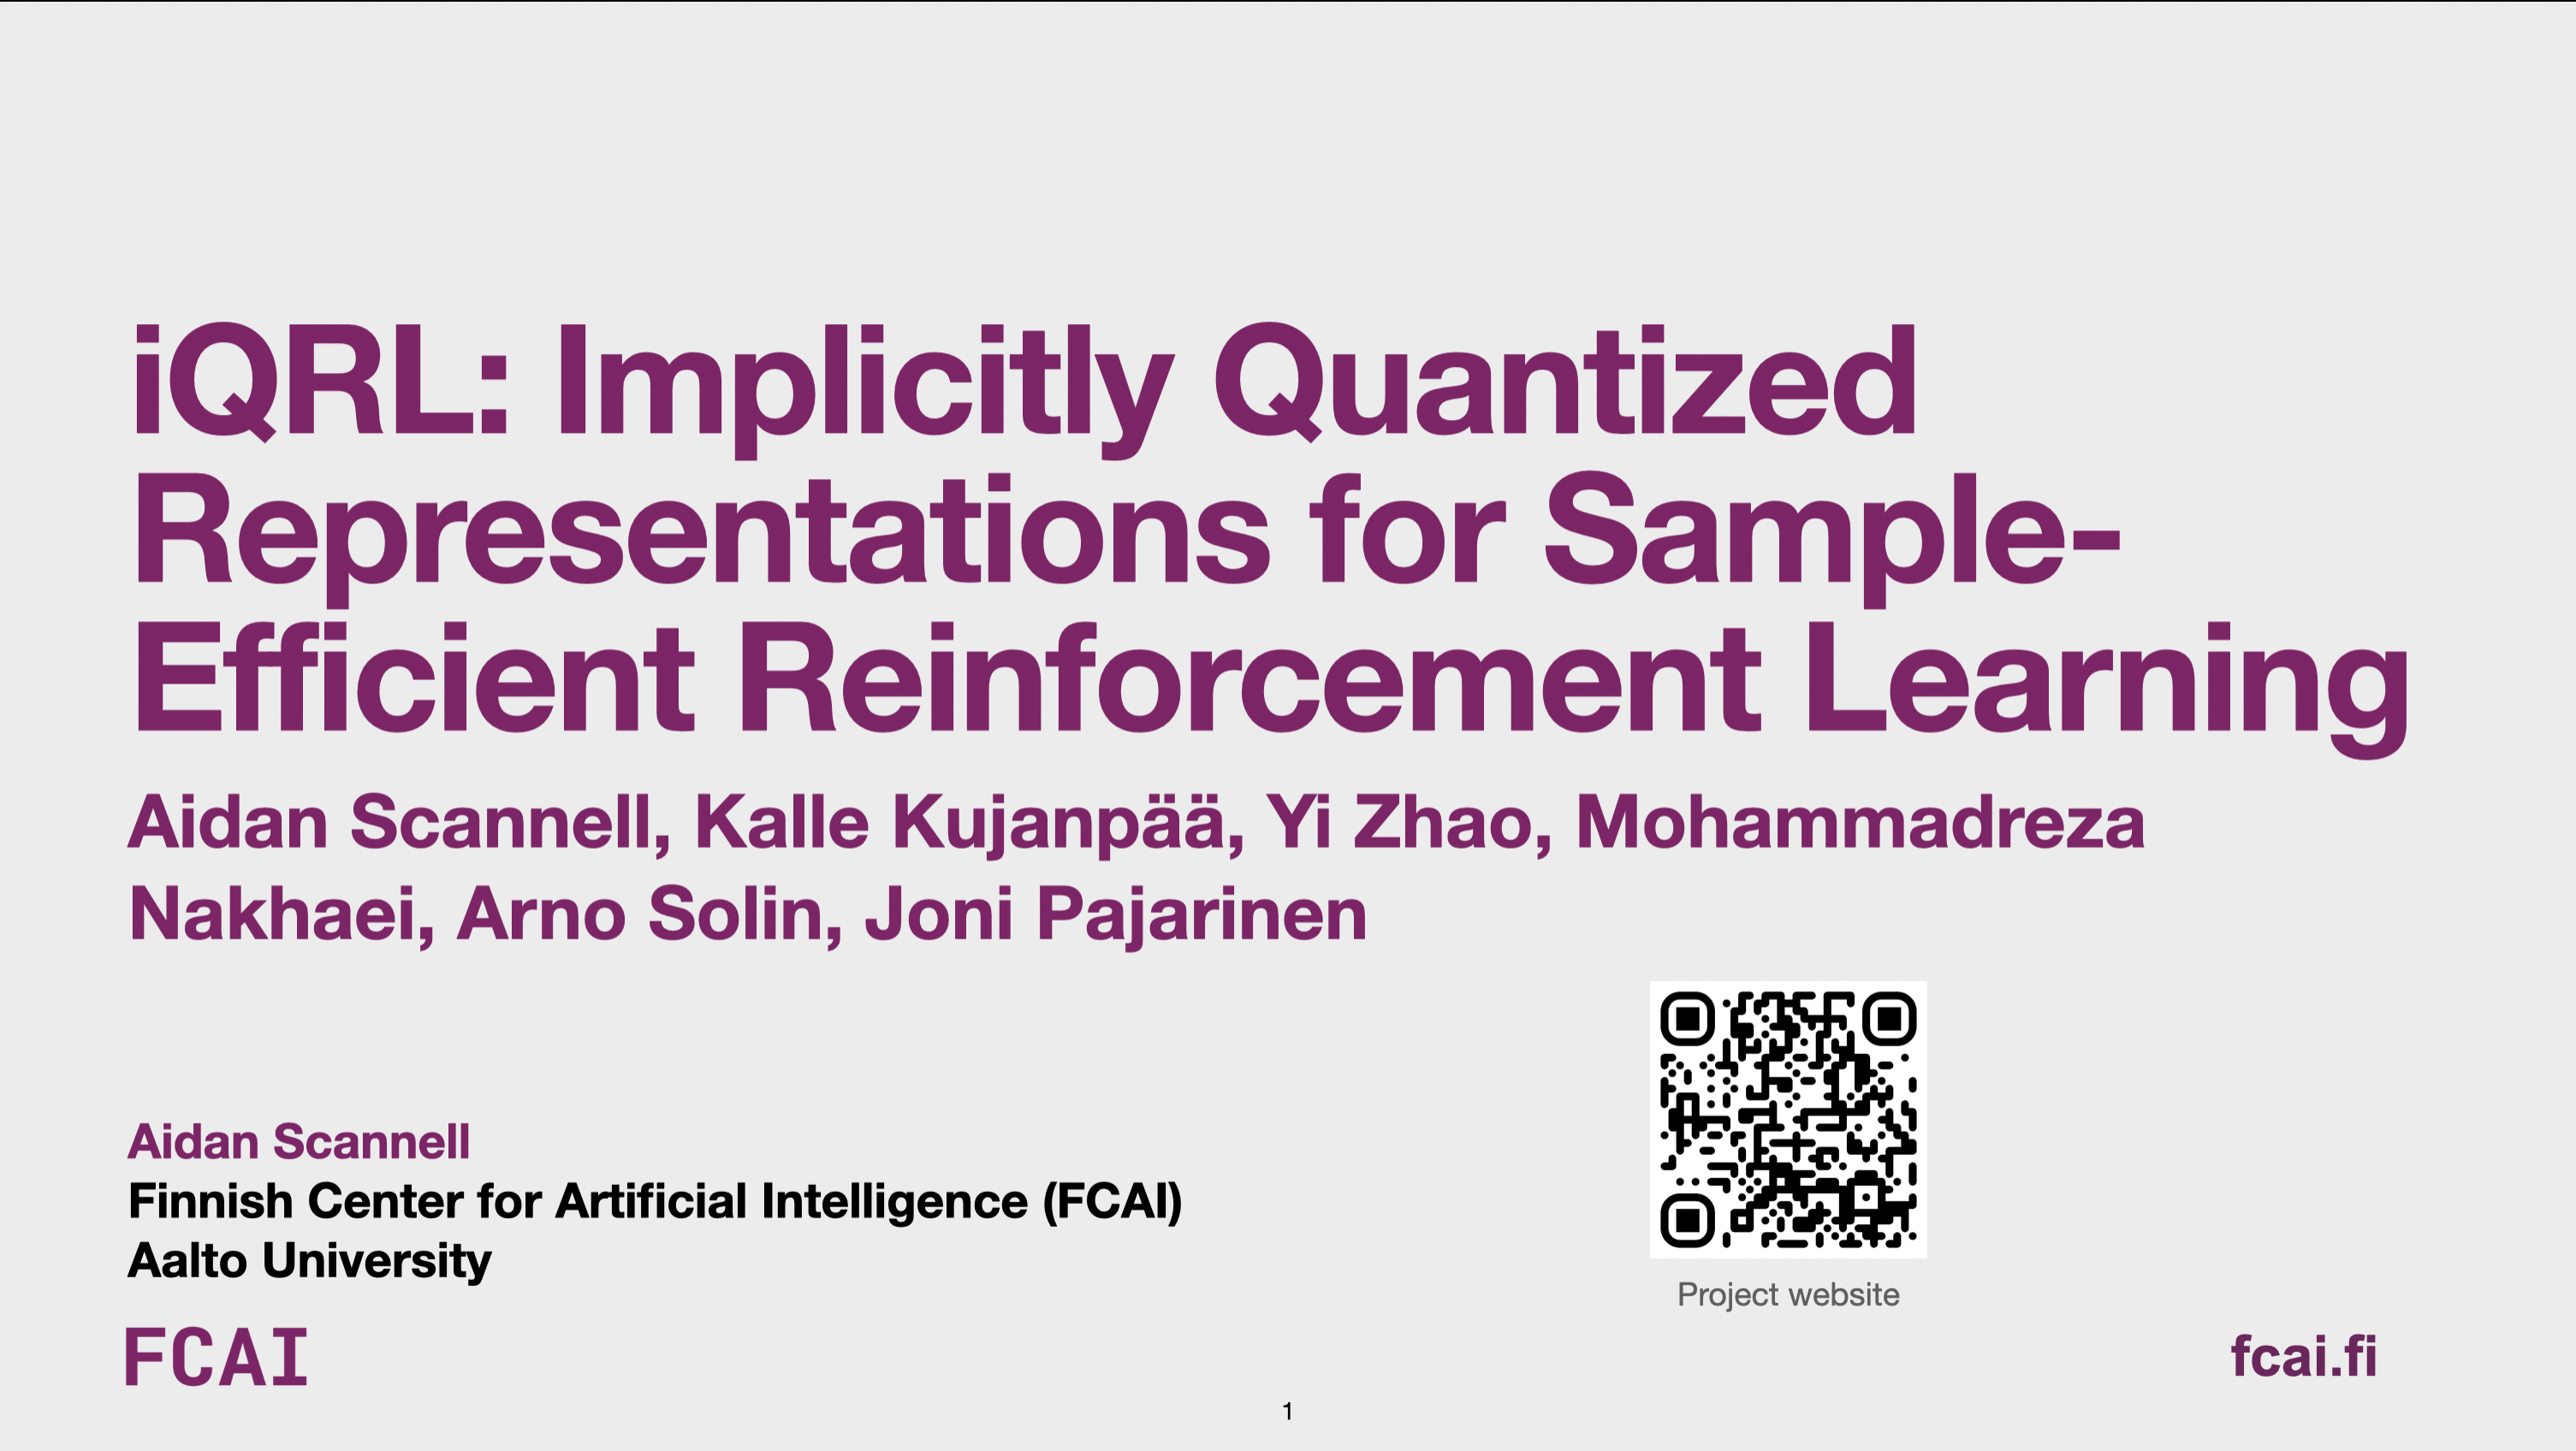 iQRL: Implicitly Quantized
Representations for Sample-
Efficient Reinforcement Learning
Aidan Scannell, Kalle Kujanpää, Yi Zhao, Mohammadreza
Nakhaei, Arno Solin, Joni Pajarinen
Aidan Scannell
Finnish Center for Artificial Intelligence (FCAI)
Aalto University
Project website
FCAI
fcai.fi
1